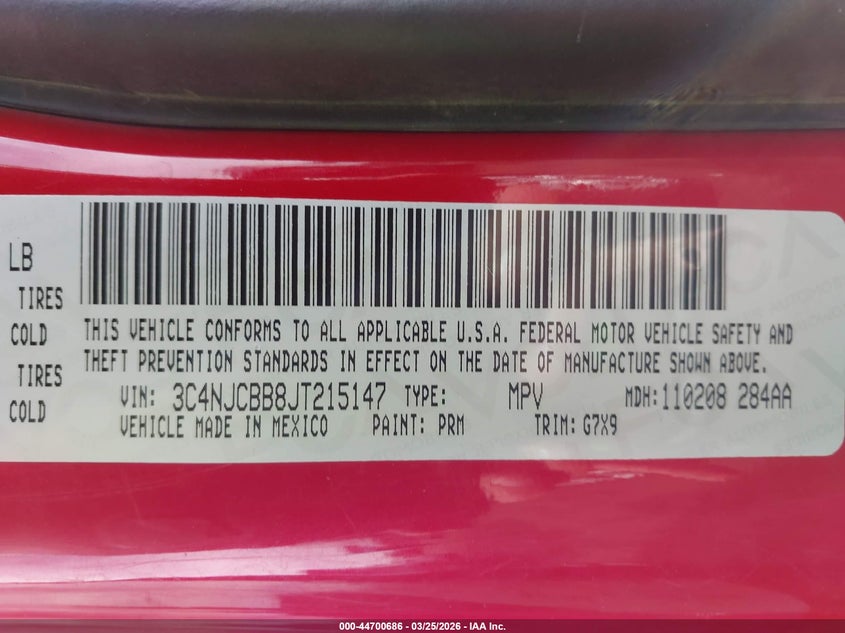 LB
TIRES
COLD
THIS VEHICLE CONFORMS TO ALL APPLICABLE U.S.A. FEDERAL MOTOR VEHICLE SAFETY AND
THEFT PREVENTION STANDARDS IN EFFECT ON THE DATE OF MANUFACTURE SHOWN ABOVE.
TIRES
COLD
VIN: 3C4NJCBB8JT215147 TYPE: MPV MDH:110208 284AA
VEHICLE MADE IN MEXICO PAINT: PRM TRIM: G7X9
000-44700686 - 03/25/2026 - IAA Inc.